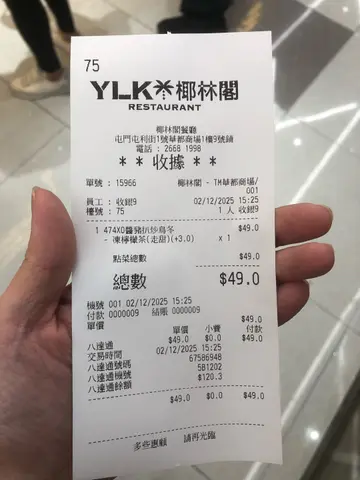 75
YLK 椰林閣
RESTAURANT
椰林閣餐廳
屯門屯利街1號華都商場1樓9號舖
電話 : 2668 1998
** 收據 **
單號 : 15966 椰林閣 - TM華都商場/001
員工 : 收銀9 02/12/2025 15:25
檯號 : 75 1 人 收銀9
1 474X0醬豬扒炒烏冬 $49.0
- 凍檸檬茶(走甜)(+3.0) x 1
點菜總數 $49.0
總數 $49.0
機號 001 02/12/2025 15:25
付款 0000009 結賬 0000009
單價 $49.0
單價 小費 付款
八達通 $49.0 $0.0 $49.0
交易時間 02/12/2025 15:25
八達通號碼 67586948
八達通機號 5B1202
八達通餘額 $120.3
$49.0 $0.0 $49.0
多些惠顧 請再光臨